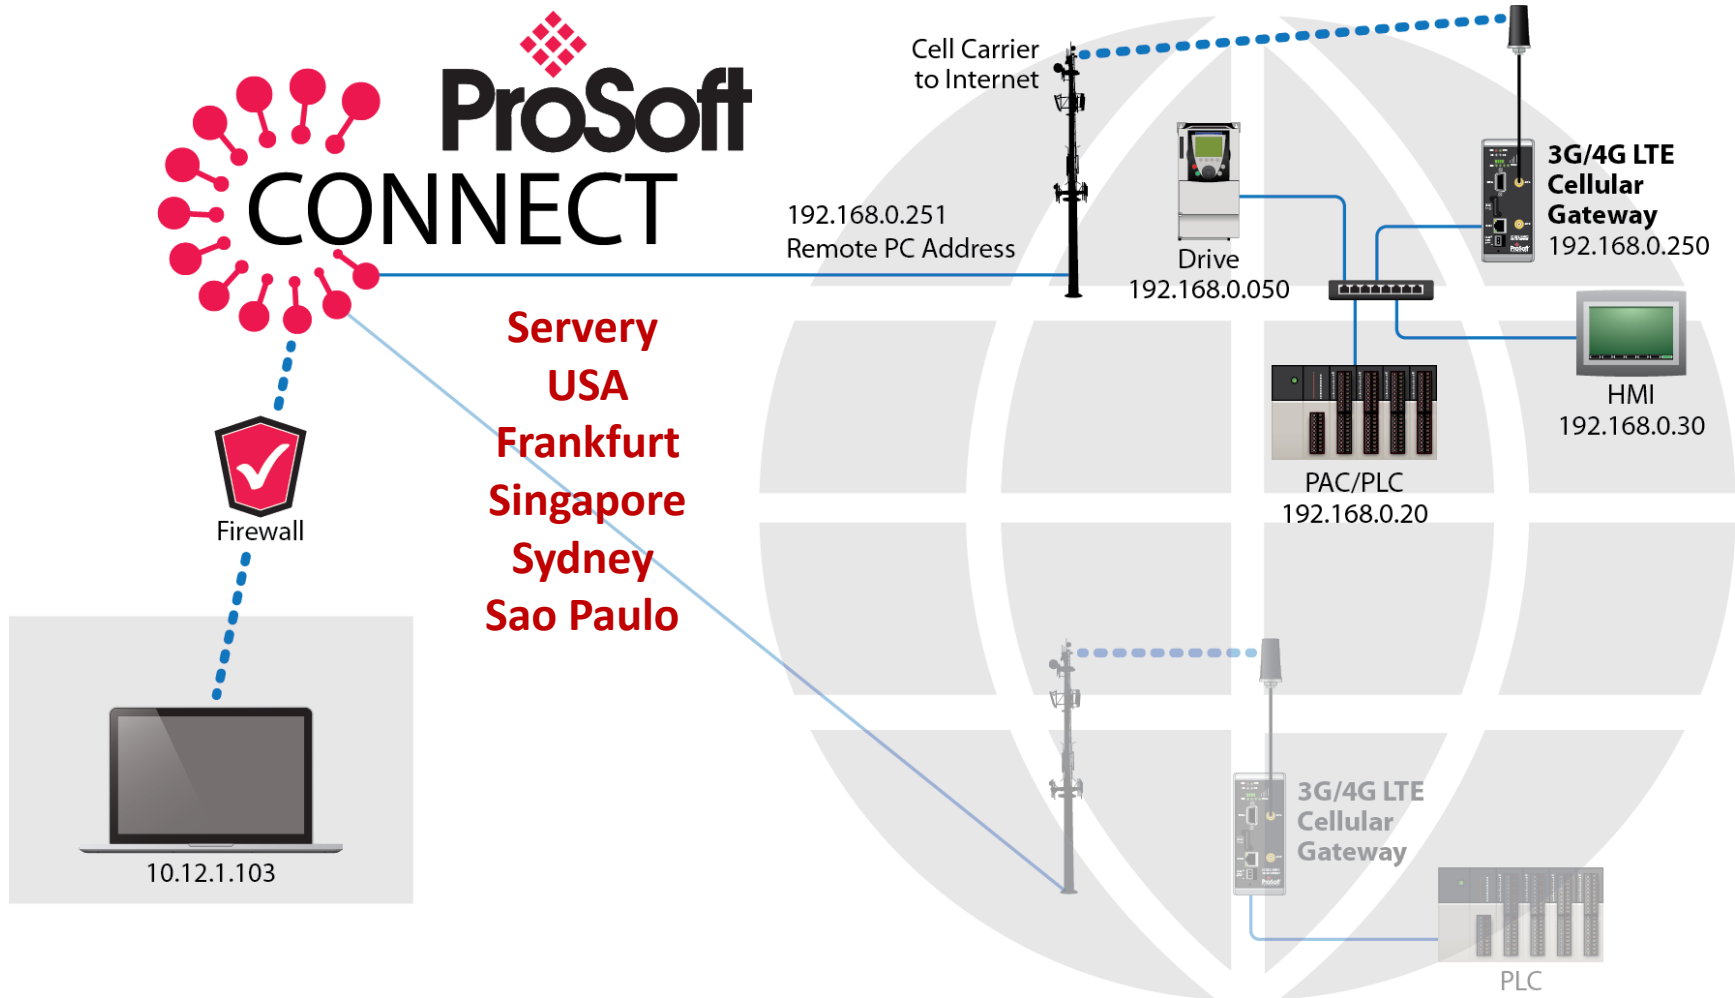 ProSoft
CONNECT
Cell Carrier
to Internet
192.168.0.251
Remote PC Address
Drive
192.168.0.050
3G/4G LTE
Cellular
Gateway
192.168.0.250
HMI
192.168.0.30
PAC/PLC
192.168.0.20
Servery
USA
Frankfurt
Singapore
Sydney
Sao Paulo
Firewall
10.12.1.103
3G/4G LTE
Cellular
Gateway
PLC
ProSoft
ProSoft